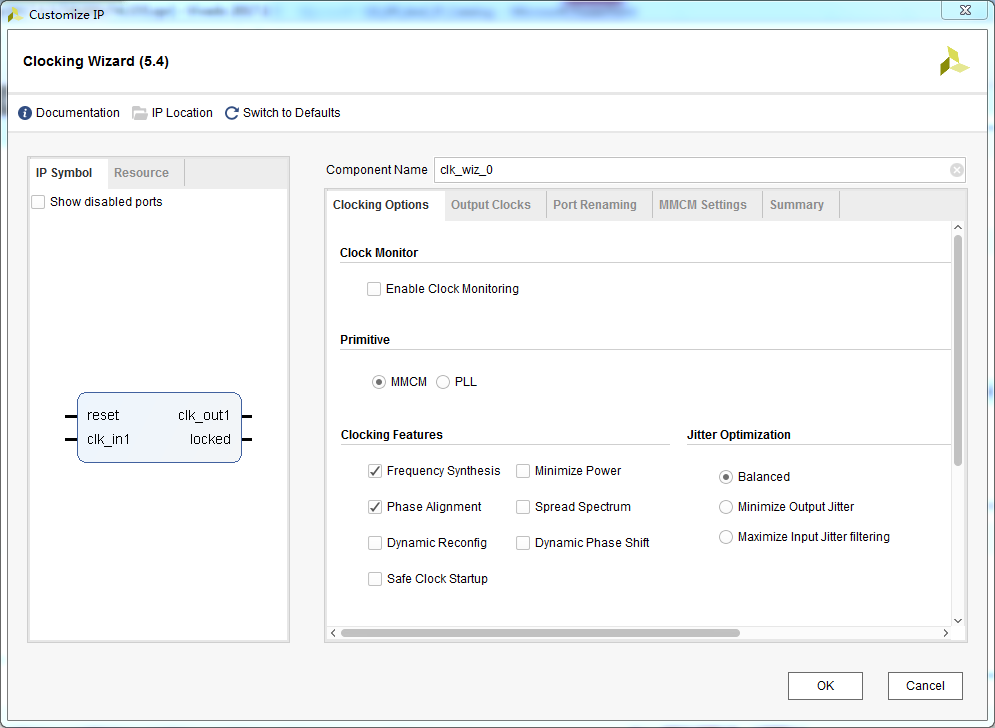 Customize IP
Clocking Wizard (5.4)
Documentation IP Location Switch to Defaults
IP Symbol Resource
Show disabled ports
reset clk_out1
clk_in1 locked
Component Name clk_wiz_0
Clocking Options Output Clocks Port Renaming MMCM Settings Summary
Clock Monitor
Enable Clock Monitoring
Primitive
MMCM PLL
Clocking Features
Frequency Synthesis Minimize Power
Phase Alignment Spread Spectrum
Dynamic Reconfig Dynamic Phase Shift
Safe Clock Startup
Jitter Optimization
Balanced
Minimize Output Jitter
Maximize Input Jitter filtering
OK Cancel